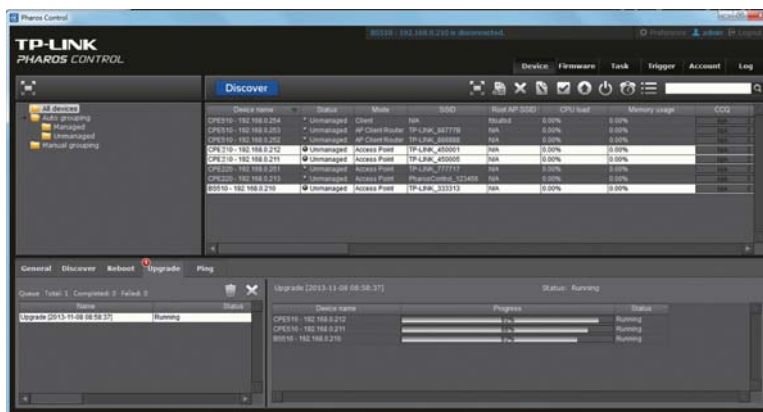 Pharos Control
BS510 - 192.168.0.210 is disconnected.
Preference admin Logout
TP-LINK
PHAROS CONTROL
Device Firmware Task Trigger Account Log
Discover
All devices
Auto grouping
Managed
Unmanaged
Manual grouping
Device name Status Mode SSID Root AP SSID CPU load Memory usage CCQ
CPE510 - 192.168.0.254 Unmanaged Client N/A 0.00% 0.00% N/A
CPE510 - 192.168.0.253 Unmanaged AP Client Router TP-LINK_88777B N/A 0.00% 0.00% N/A
CPE510 - 192.168.0.252 Unmanaged AP Client Router N/A 0.00% 0.00% N/A
CPE210 - 192.168.0.212 Unmanaged Access Point TP-LINK_450001 N/A 0.00% 0.00% N/A
CPE210 - 192.168.0.211 Unmanaged Access Point TP-LINK_450005 N/A 0.00% 0.00% N/A
CPE220 - 192.168.0.201 Unmanaged Access Point TP-LINK_777717 N/A 0.00% 0.00% N/A
CPE220 - 192.168.0.213 Unmanaged Access Point PharosControl_123456 N/A 0.00% 0.00% N/A
BS510 - 192.168.0.210 Unmanaged Access Point TP-LINK_333313 N/A 0.00% 0.00% N/A
General Discover Reboot Upgrade Ping
Queue Total: 1 Completed: 0 Failed: 0
Name Status
Upgrade [2013-11-08 08:58:37] Running
Upgrade [2013-11-08 08:58:37] Status: Running
Device name Progress Status
CPE510 - 192.168.0.212 Running
CPE510 - 192.168.0.211 Running
BS510 - 192.168.0.210 Running